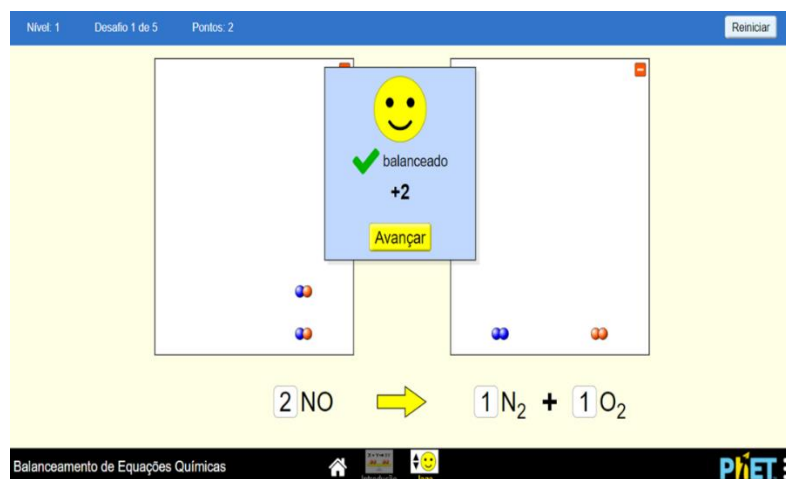 Nível: 1 Desafio 1 de 5 Pontos: 2 Reiniciar
balanceado
+2
Avançar
2 NO 1 N₂ + 1 O₂
Balanceamento de Equações Químicas PhET